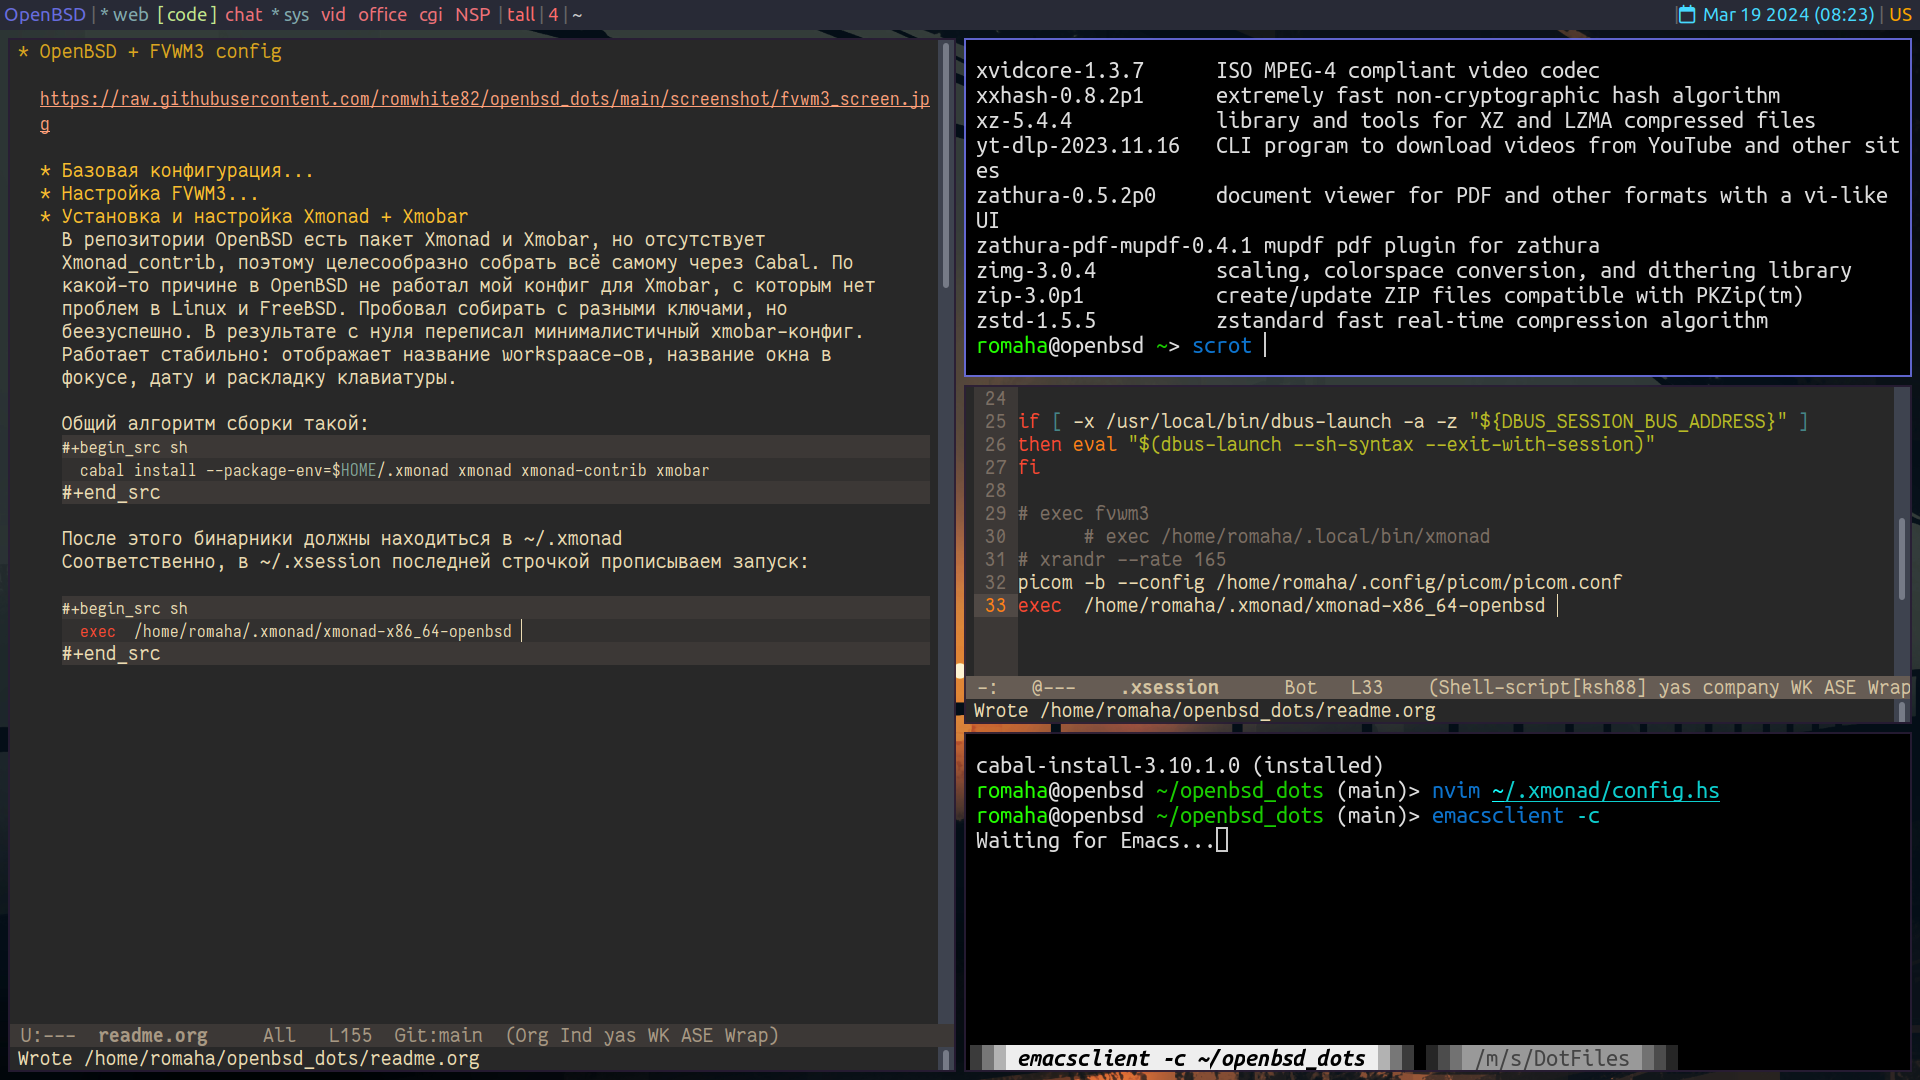 OpenBSD | * web [ code ] chat * sys vid office cgi NSP | tall | 4 | ~
Mar 19 2024 (08:23) | US
* OpenBSD + FVWM3 config
https://raw.githubusercontent.com/romwhite82/openbsd_dots/main/screenshot/fvwm3_screen.jp
g
* Базовая конфигурация...
* Настройка FVWM3...
* Установка и настройка Xmonad + Xmobar
В репозитории OpenBSD есть пакет Xmonad и Xmobar, но отсутствует
Xmonad_contrib, поэтому целесообразно собрать всё самому через Cabal. По
какой-то причине в OpenBSD не работал мой конфиг для Xmobar, с которым нет
проблем в Linux и FreeBSD. Пробовал собирать с разными ключами, но
беезуспешно. В результате с нуля переписал минималистичный xmobar-конфиг.
Работает стабильно: отображает название workspaace-ов, название окна в
фокусе, дату и раскладку клавиатуры.
Общий алгоритм сборки такой:
#+begin_src sh
cabal install --package-env=$HOME/.xmonad xmonad xmonad-contrib xmobar
#+end_src
После этого бинарники должны находиться в ~/.xmonad
Соответственно, в ~/.xsession последней строчкой прописываем запуск:
#+begin_src sh
exec  /home/romaha/.xmonad/xmonad-x86_64-openbsd
#+end_src
U:---  readme.org     All   L155  Git:main  (Org Ind yas WK ASE Wrap)
Wrote /home/romaha/openbsd_dots/readme.org
xvidcore-1.3.7      ISO MPEG-4 compliant video codec
xxhash-0.8.2p1      extremely fast non-cryptographic hash algorithm
xz-5.4.4            library and tools for XZ and LZMA compressed files
yt-dlp-2023.11.16   CLI program to download videos from YouTube and other sit
es
zathura-0.5.2p0     document viewer for PDF and other formats with a vi-like
UI
zathura-pdf-mupdf-0.4.1 mupdf pdf plugin for zathura
zimg-3.0.4          scaling, colorspace conversion, and dithering library
zip-3.0p1           create/update ZIP files compatible with PKZip(tm)
zstd-1.5.5          zstandard fast real-time compression algorithm
romaha@openbsd ~> scrot
24
25 if [ -x /usr/local/bin/dbus-launch -a -z "${DBUS_SESSION_BUS_ADDRESS}" ]
26 then eval "$(dbus-launch --sh-syntax --exit-with-session)"
27 fi
28
29 # exec fvwm3
30       # exec /home/romaha/.local/bin/xmonad
31 # xrandr --rate 165
32 picom -b --config /home/romaha/.config/picom/picom.conf
33 exec  /home/romaha/.xmonad/xmonad-x86_64-openbsd
-:   @---    .xsession      Bot   L33    (Shell-script[ksh88] yas company WK ASE Wrap
Wrote /home/romaha/openbsd_dots/readme.org
cabal-install-3.10.1.0 (installed)
romaha@openbsd ~/openbsd_dots (main)> nvim ~/.xmonad/config.hs
romaha@openbsd ~/openbsd_dots (main)> emacsclient -c
Waiting for Emacs...
emacsclient -c ~/openbsd_dots   /m/s/DotFiles